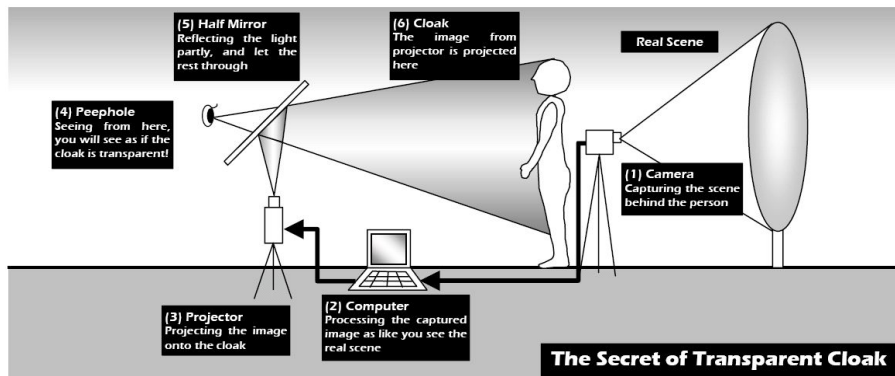 (5) Half Mirror
Reflecting the light
partly, and let the
rest through
(6) Cloak
The image from
projector is projected
here
Real Scene
(4) Peephole
Seeing from here,
you will see as if the
cloak is transparent!
(1) Camera
Capturing the scene
behind the person
(3) Projector
Projecting the image
onto the cloak
(2) Computer
Processing the captured
image as like you see the
real scene
The Secret of Transparent Cloak